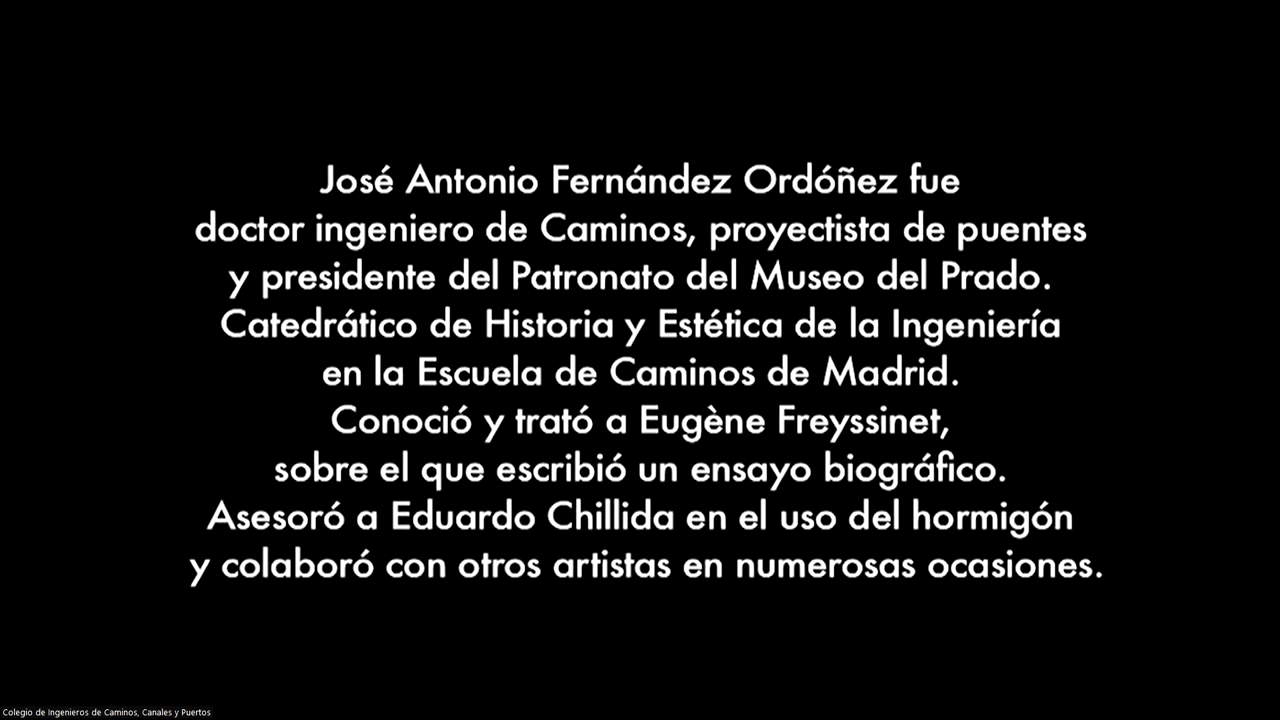 José Antonio Fernández Ordóñez fue
doctor ingeniero de Caminos, proyectista de puentes
y presidente del Patronato del Museo del Prado.
Catedrático de Historia y Estética de la Ingeniería
en la Escuela de Caminos de Madrid.
Conoció y trató a Eugène Freyssinet,
sobre el que escribió un ensayo biográfico.
Asesoró a Eduardo Chillida en el uso del hormigón
y colaboró con otros artistas en numerosas ocasiones.
Colegio de Ingenieros de Caminos, Canales y Puertos